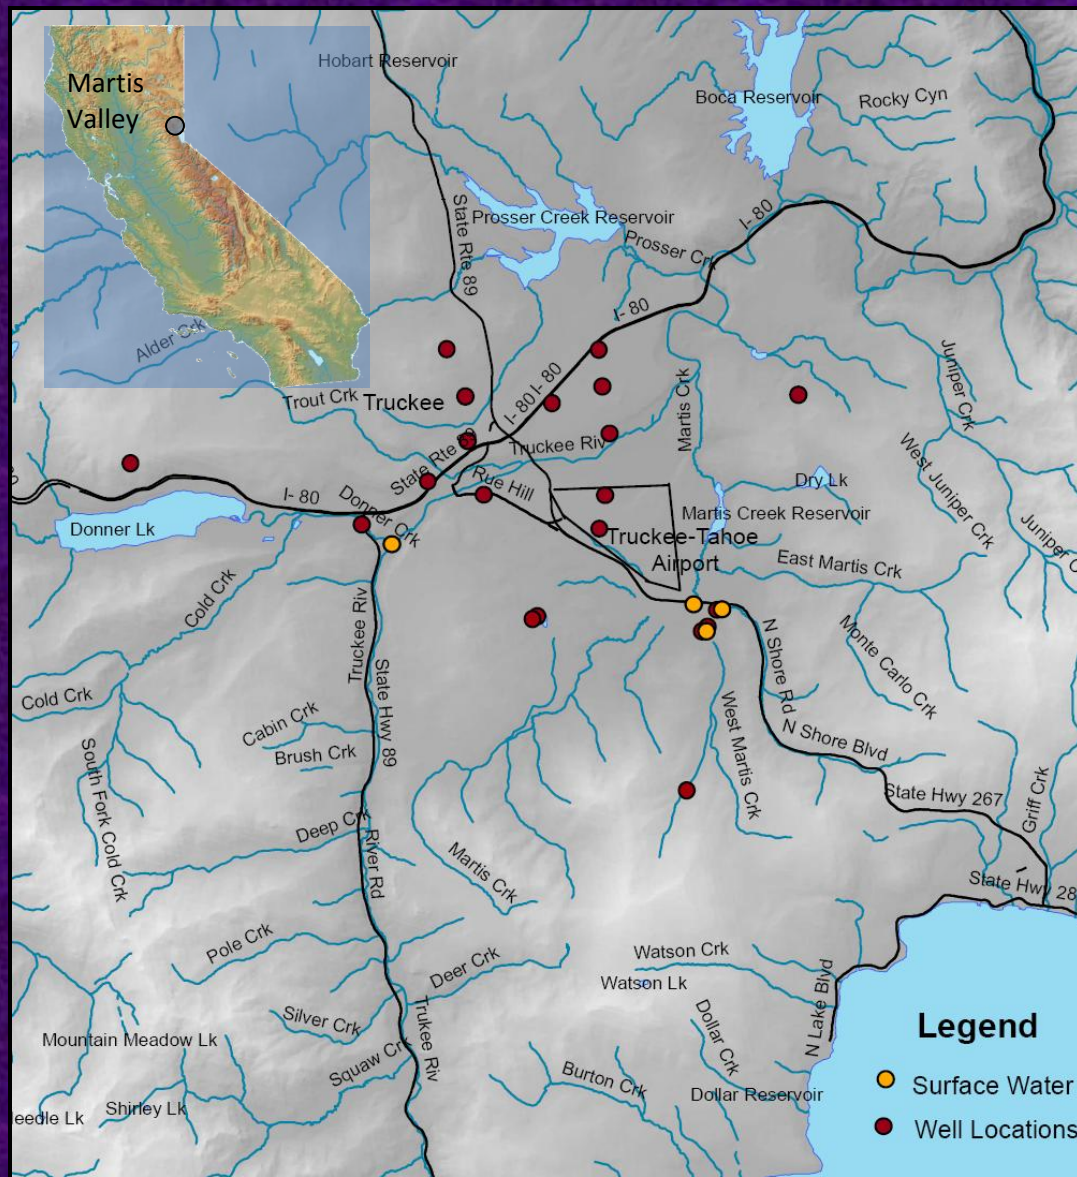 Martis
Valley
Hobart Reservoir
Boca Reservoir
Rocky Cyn
State Rte 89
Prosser Creek Reservoir
I- 80
Prosser Crk
I- 80
Alder Crk
Trout Crk
Truckee
I- 80
I- 80
Martis Crk
Juniper Crk
State Rte 89
Truckee Riv
West Juniper Crk
I- 80
Rue Hill
Dry Lk
Donner Lk
Donner Crk
Martis Creek Reservoir
Truckee-Tahoe
Airport
East Martis Crk
Cold Crk
Truckee Riv
State Hwy 89
N Shore Rd
Monte Carlo Crk
Cold Crk
Cabin Crk
West Martis Crk
N Shore Blvd
Brush Crk
South Fork Cold Crk
State Hwy 267
Griff Crk
Deep Crk
River Rd
Martis Crk
State Hwy 28
Pole Crk
Deer Crk
Watson Crk
Watson Lk
N Lake Blvd
Silver Crk
Trukee Riv
Dollar Crk
Mountain Meadow Lk
Squaw Crk
Burton Crk
Dollar Reservoir
Shirley Lk
eedle Lk
Juniper C
Legend
Surface Water
Well Locations